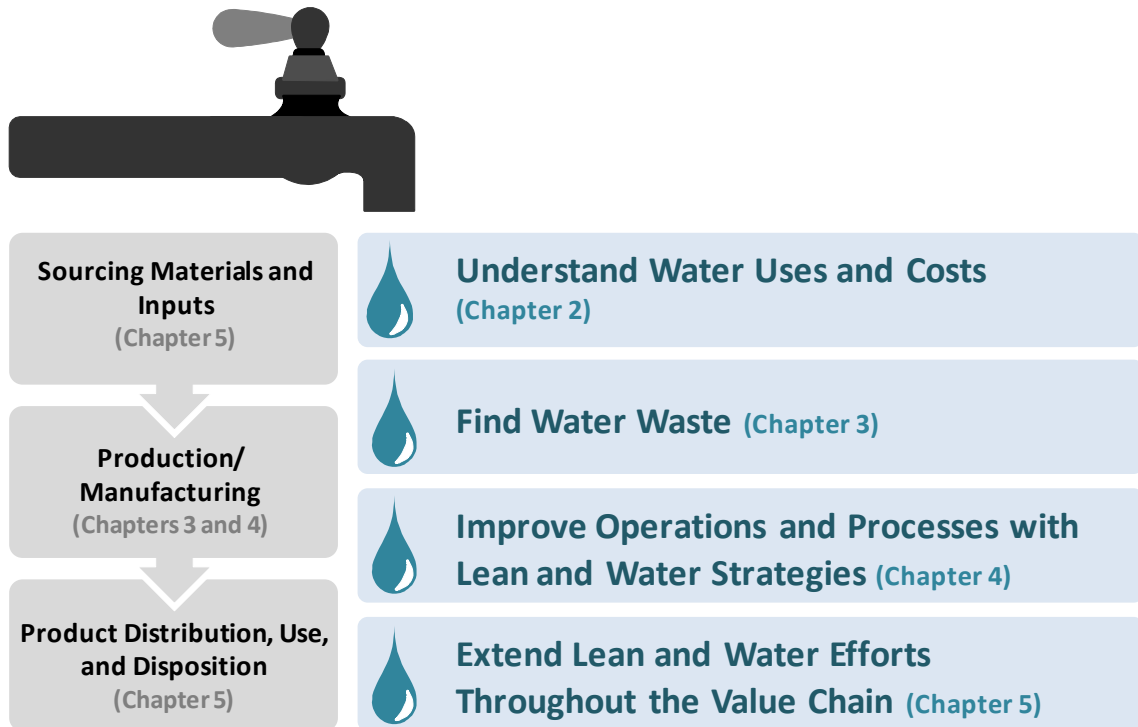 Sourcing Materials and
Inputs
(Chapter 5)
Production/
Manufacturing
(Chapters 3 and 4)
Product Distribution, Use,
and Disposition
(Chapter 5)
Understand Water Uses and Costs
(Chapter 2)
Find Water Waste (Chapter 3)
Improve Operations and Processes with
Lean and Water Strategies (Chapter 4)
Extend Lean and Water Efforts
Throughout the Value Chain (Chapter 5)